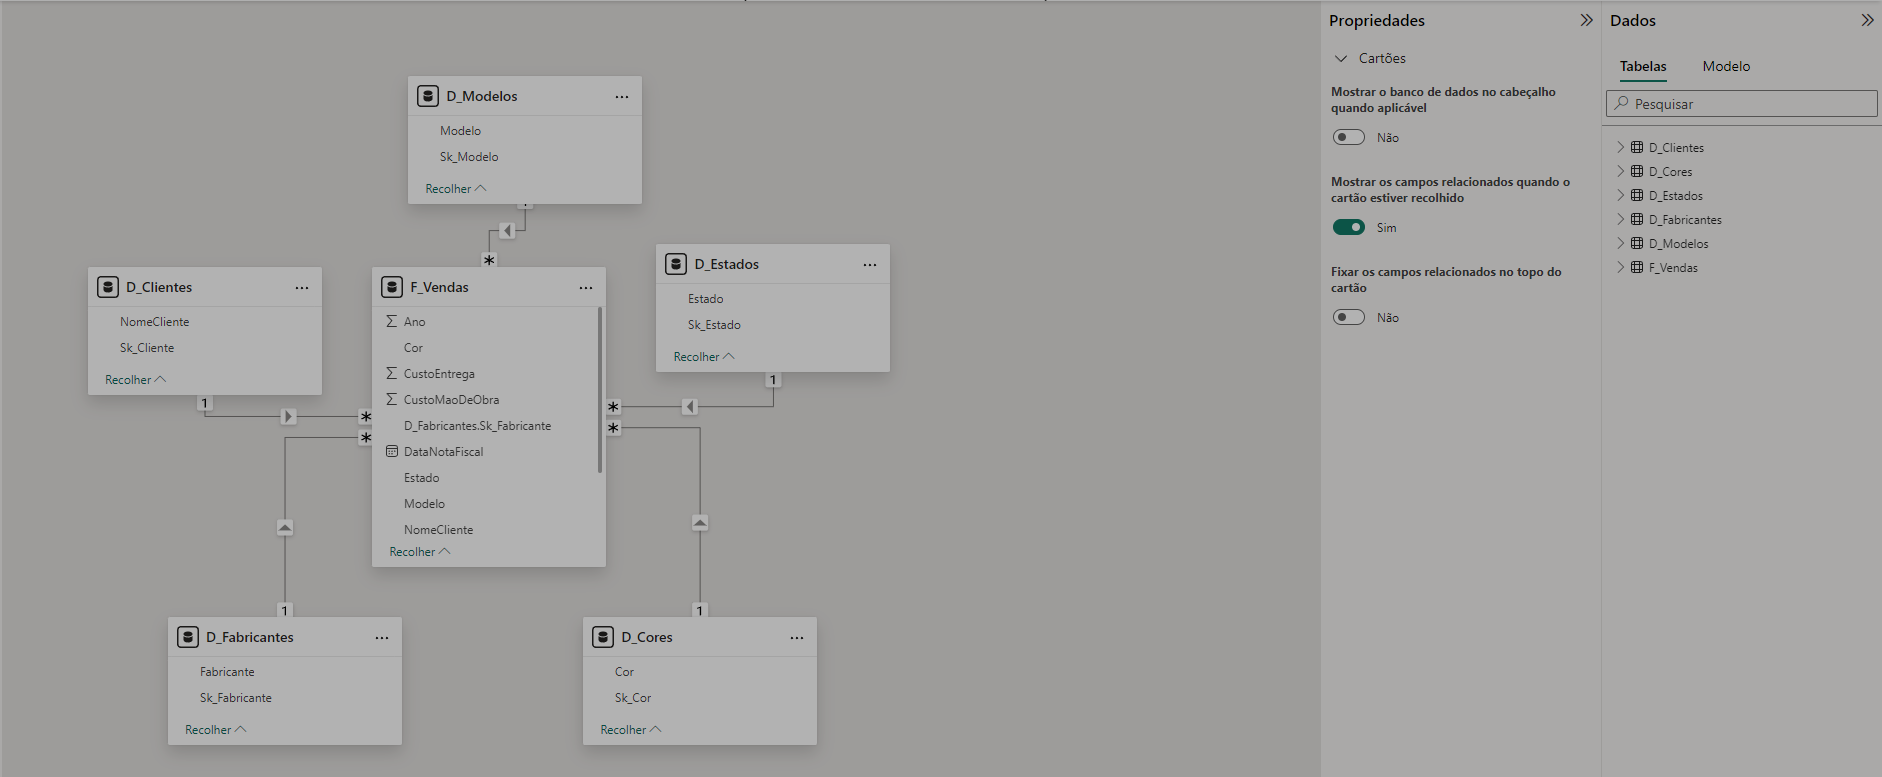 D_Modelos
Modelo
Sk_Modelo
Recolher
1
*
D_Clientes
NomeCliente
Sk_Cliente
Recolher
1
*
*
F_Vendas
Ano
Cor
CustoEntrega
CustoMaoDeObra
D_Fabricantes.Sk_Fabricante
DataNotaFiscal
Estado
Modelo
NomeCliente
Recolher
D_Estados
Estado
Sk_Estado
Recolher
1
*
*
1
D_Fabricantes
Fabricante
Sk_Fabricante
Recolher
1
D_Cores
Cor
Sk_Cor
Recolher
Propriedades
Cartões
Mostrar o banco de dados no cabeçalho
quando aplicável
Não
Mostrar os campos relacionados quando o
cartão estiver recolhido
Sim
Fixar os campos relacionados no topo do
cartão
Não
Dados
Tabelas Modelo
Pesquisar
D_Clientes
D_Cores
D_Estados
D_Fabricantes
D_Modelos
F_Vendas